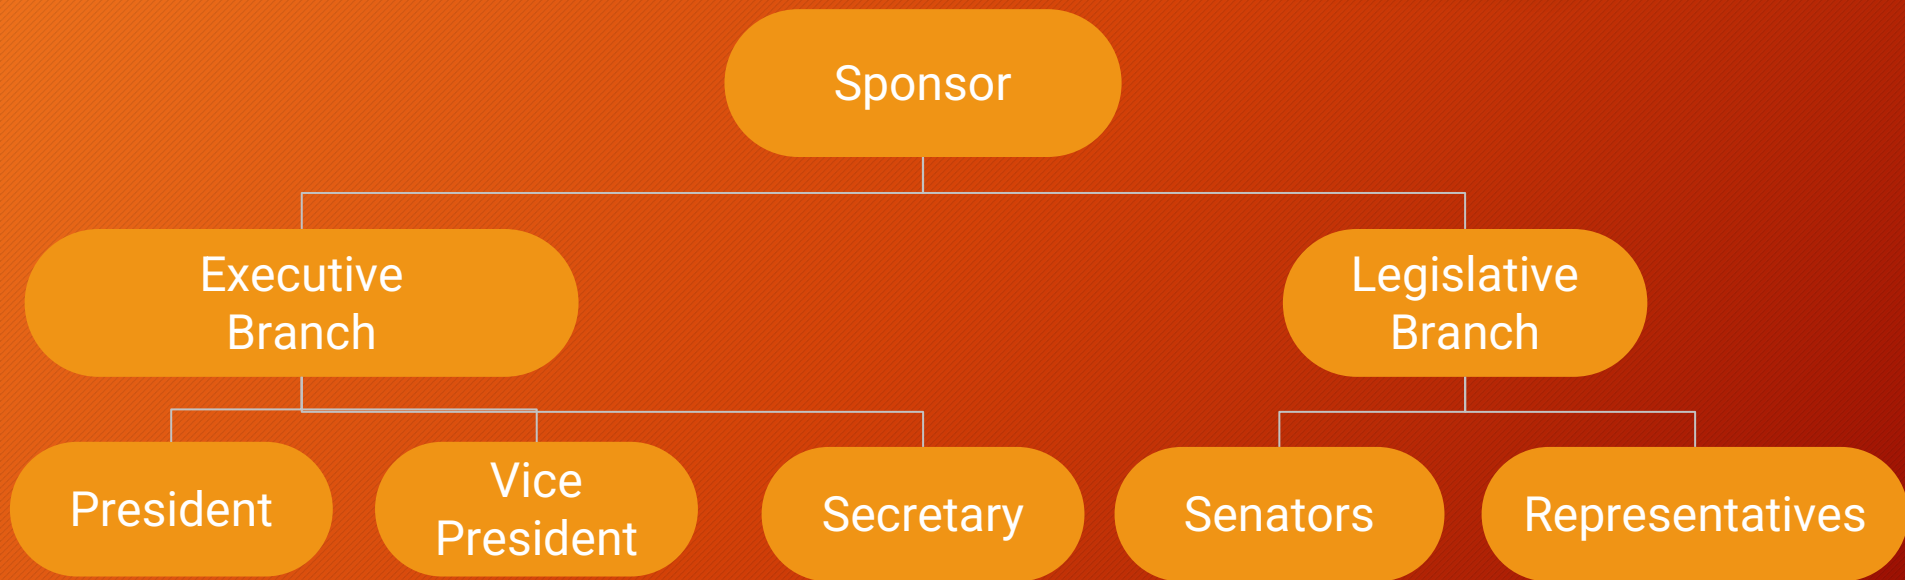 Sponsor
Executive
Branch
Legislative
Branch
President
Vice
President
Secretary
Senators
Representatives